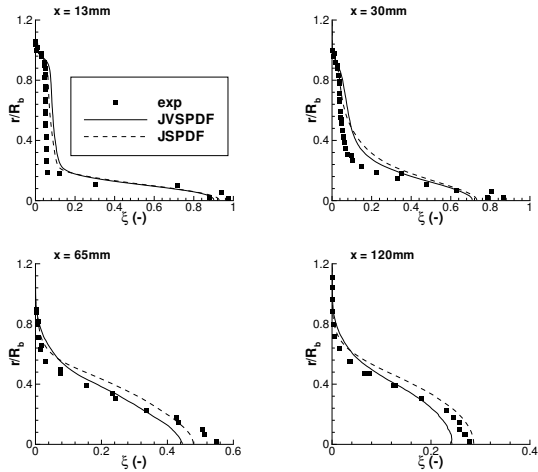 x = 13mm
r/R_b
1.2
0.8
0.4
0
0 0.2 0.4 0.6 0.8 1
ξ (-)
exp
JVSPDF
JSPDF
x = 30mm
r/R_b
1.2
0.8
0.4
0
0 0.2 0.4 0.6 0.8 1
ξ (-)
x = 65mm
r/R_b
1.2
0.8
0.4
0
0 0.2 0.4 0.6
ξ (-)
x = 120mm
r/R_b
1.2
0.8
0.4
0
0 0.2 0.4
ξ (-)